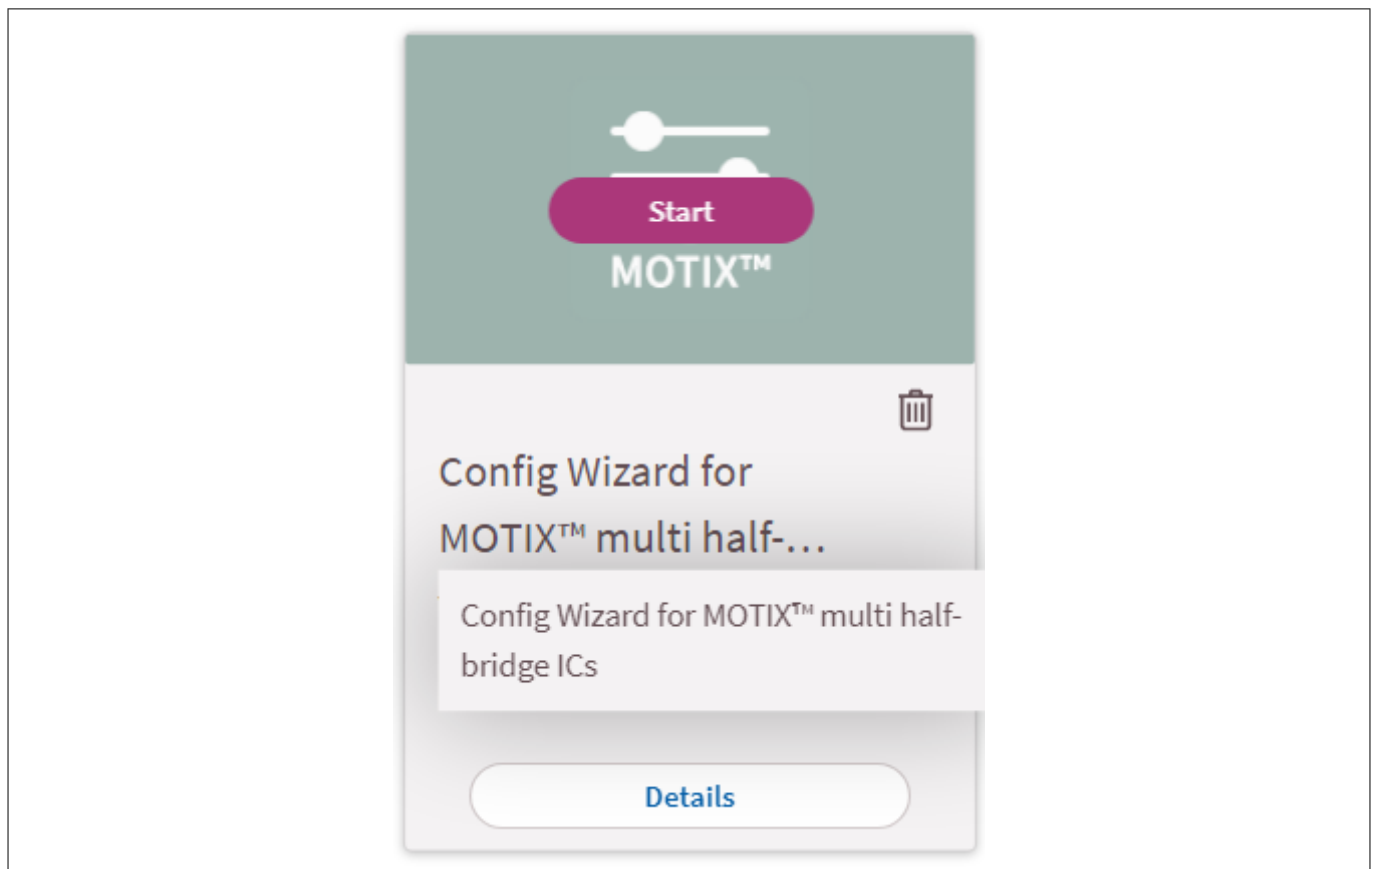 Start
MOTIX™
Config Wizard for
MOTIX™ multi half-...
Config Wizard for MOTIX™ multi half-
bridge ICs
Details